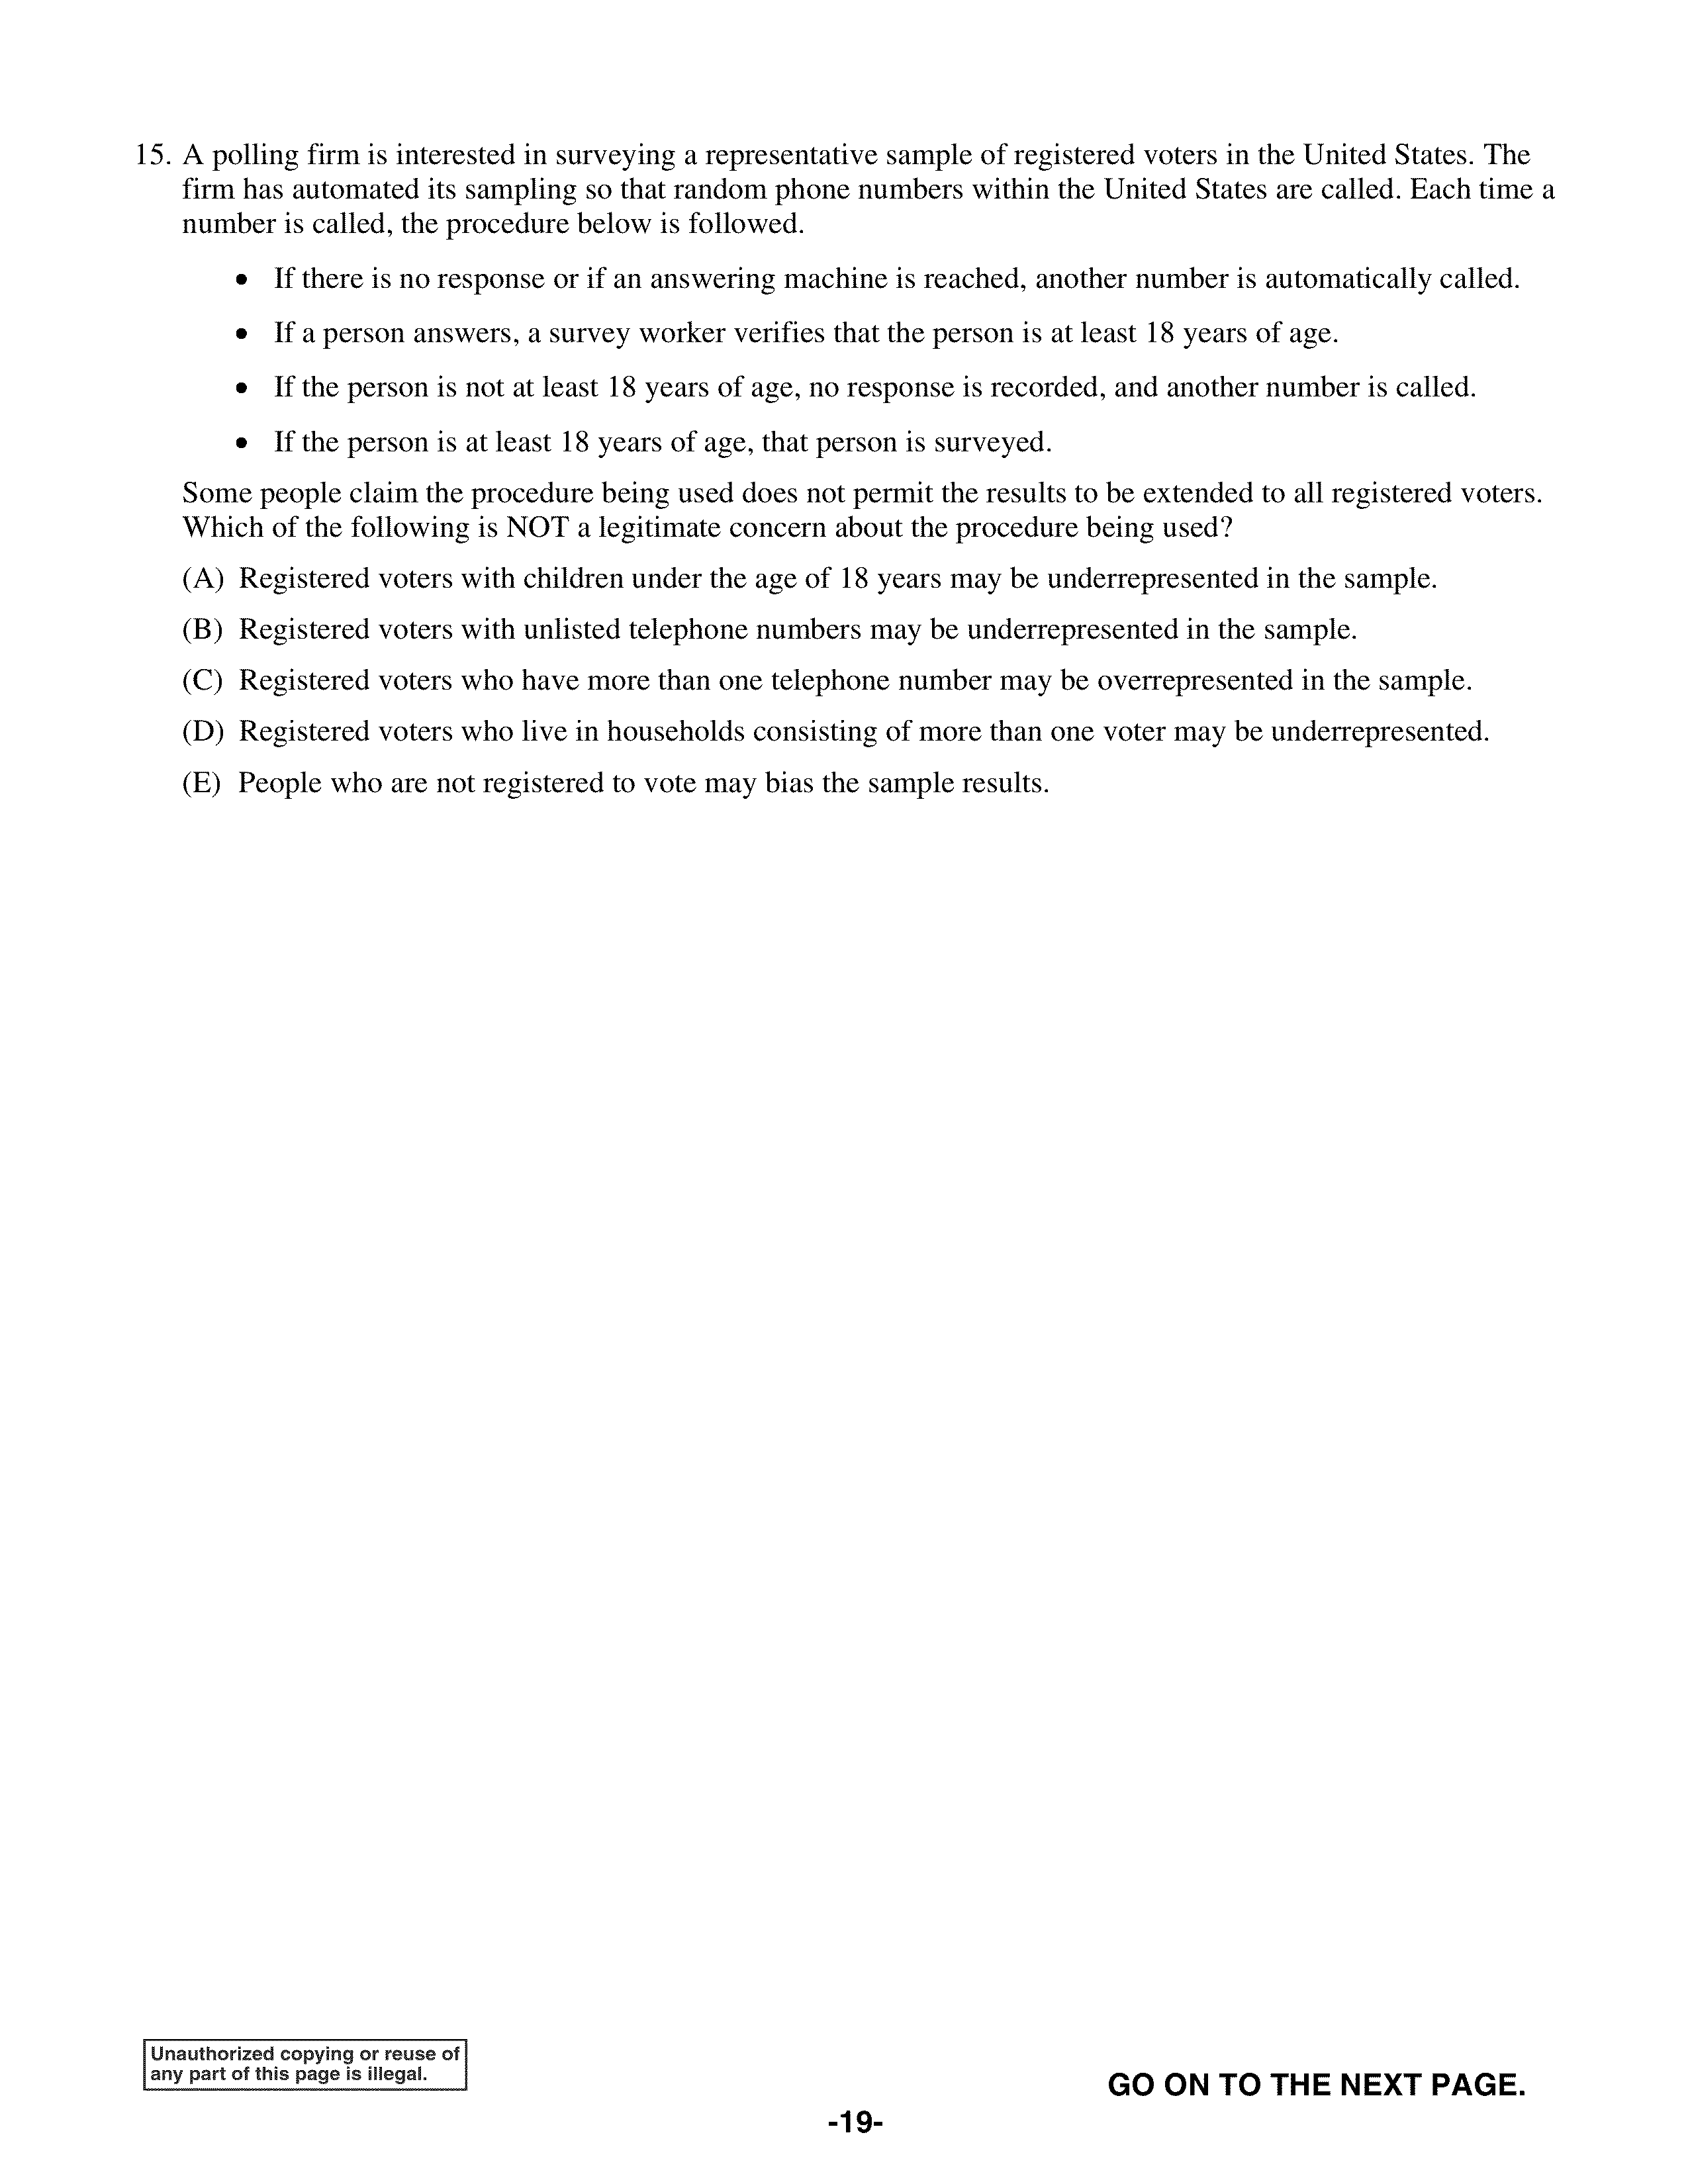 15. A polling firm is interested in surveying a representative sample of registered voters in the United States. The
firm has automated its sampling so that random phone numbers within the United States are called. Each time a
number is called, the procedure below is followed.
• If there is no response or if an answering machine is reached, another number is automatically called.
• If a person answers, a survey worker verifies that the person is at least 18 years of age.
• If the person is not at least 18 years of age, no response is recorded, and another number is called.
• If the person is at least 18 years of age, that person is surveyed.
Some people claim the procedure being used does not permit the results to be extended to all registered voters.
Which of the following is NOT a legitimate concern about the procedure being used?
(A) Registered voters with children under the age of 18 years may be underrepresented in the sample.
(B) Registered voters with unlisted telephone numbers may be underrepresented in the sample.
(C) Registered voters who have more than one telephone number may be overrepresented in the sample.
(D) Registered voters who live in households consisting of more than one voter may be underrepresented.
(E) People who are not registered to vote may bias the sample results.
Unauthorized copying or reuse of
any part of this page is illegal.
GO ON TO THE NEXT PAGE.
-19-